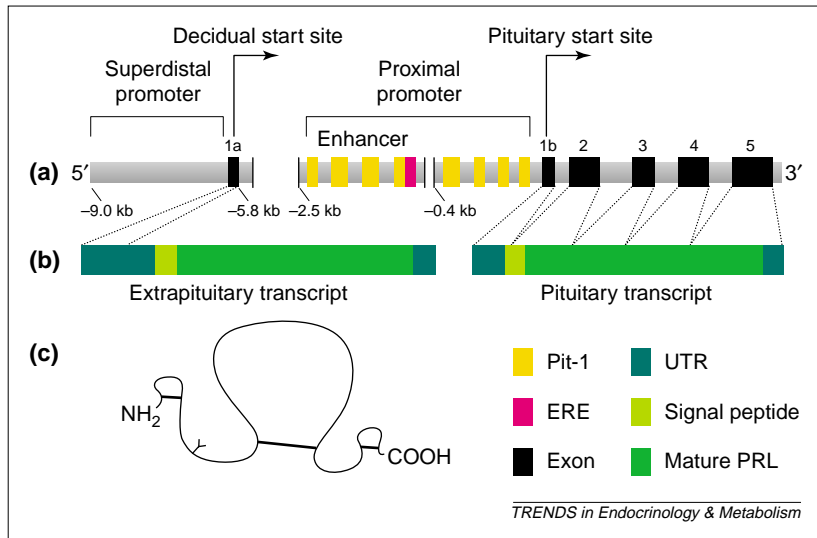 Decidual start site
Pituitary start site
Superdistal promoter
Proximal promoter
Enhancer
1a
1b 2 3 4 5
(a) 5′ 3′
–9.0 kb –5.8 kb –2.5 kb –0.4 kb
(b)
Extrapituitary transcript
Pituitary transcript
(c)
NH2
COOH
Pit-1
UTR
ERE
Signal peptide
Exon
Mature PRL
TRENDS in Endocrinology & Metabolism